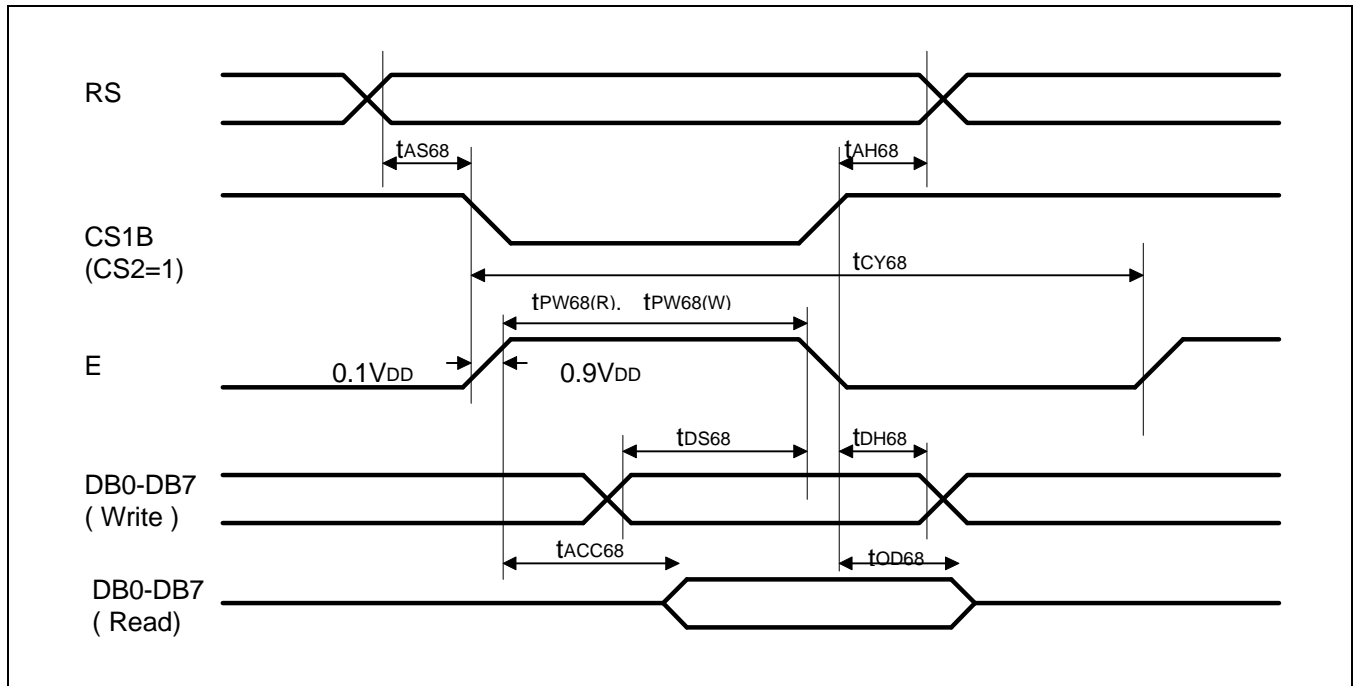 RS
tAS68
tAH68
CS1B
(CS2=1)
tCY68
tPW68(R). tPW68(W)
E
0.1VDD
0.9VDD
tDS68
tDH68
DB0-DB7
( Write )
tACC68
tOD68
DB0-DB7
( Read)